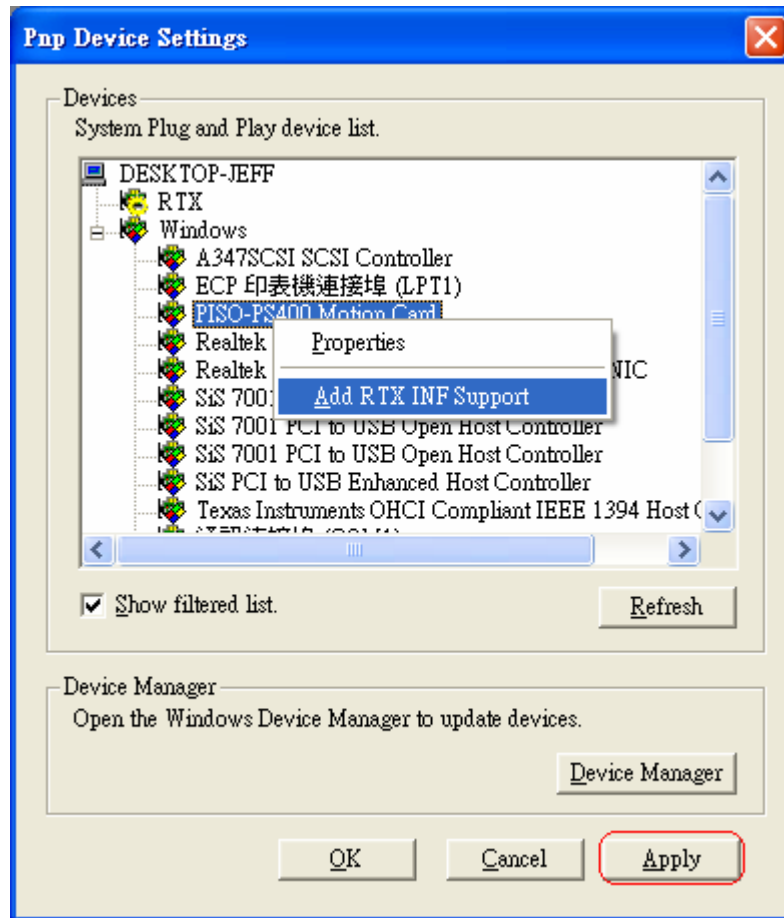 Pnp Device Settings
Devices
System Plug and Play device list.
DESKTOP-JEFF
RTX
Windows
A347SCSI SCSI Controller
ECP 印表機連接埠 (LPT1)
PISO-PS400 Motion Card
Realtek
Properties
Realtek NIC
SiS 7001
Add RTX INF Support
SiS 7001 PCI to USB Open Host Controller
SiS 7001 PCI to USB Open Host Controller
SiS PCI to USB Enhanced Host Controller
Texas Instruments OHCI Compliant IEEE 1394 Host
Show filtered list.
Refresh
Device Manager
Open the Windows Device Manager to update devices.
Device Manager
OK
Cancel
Apply